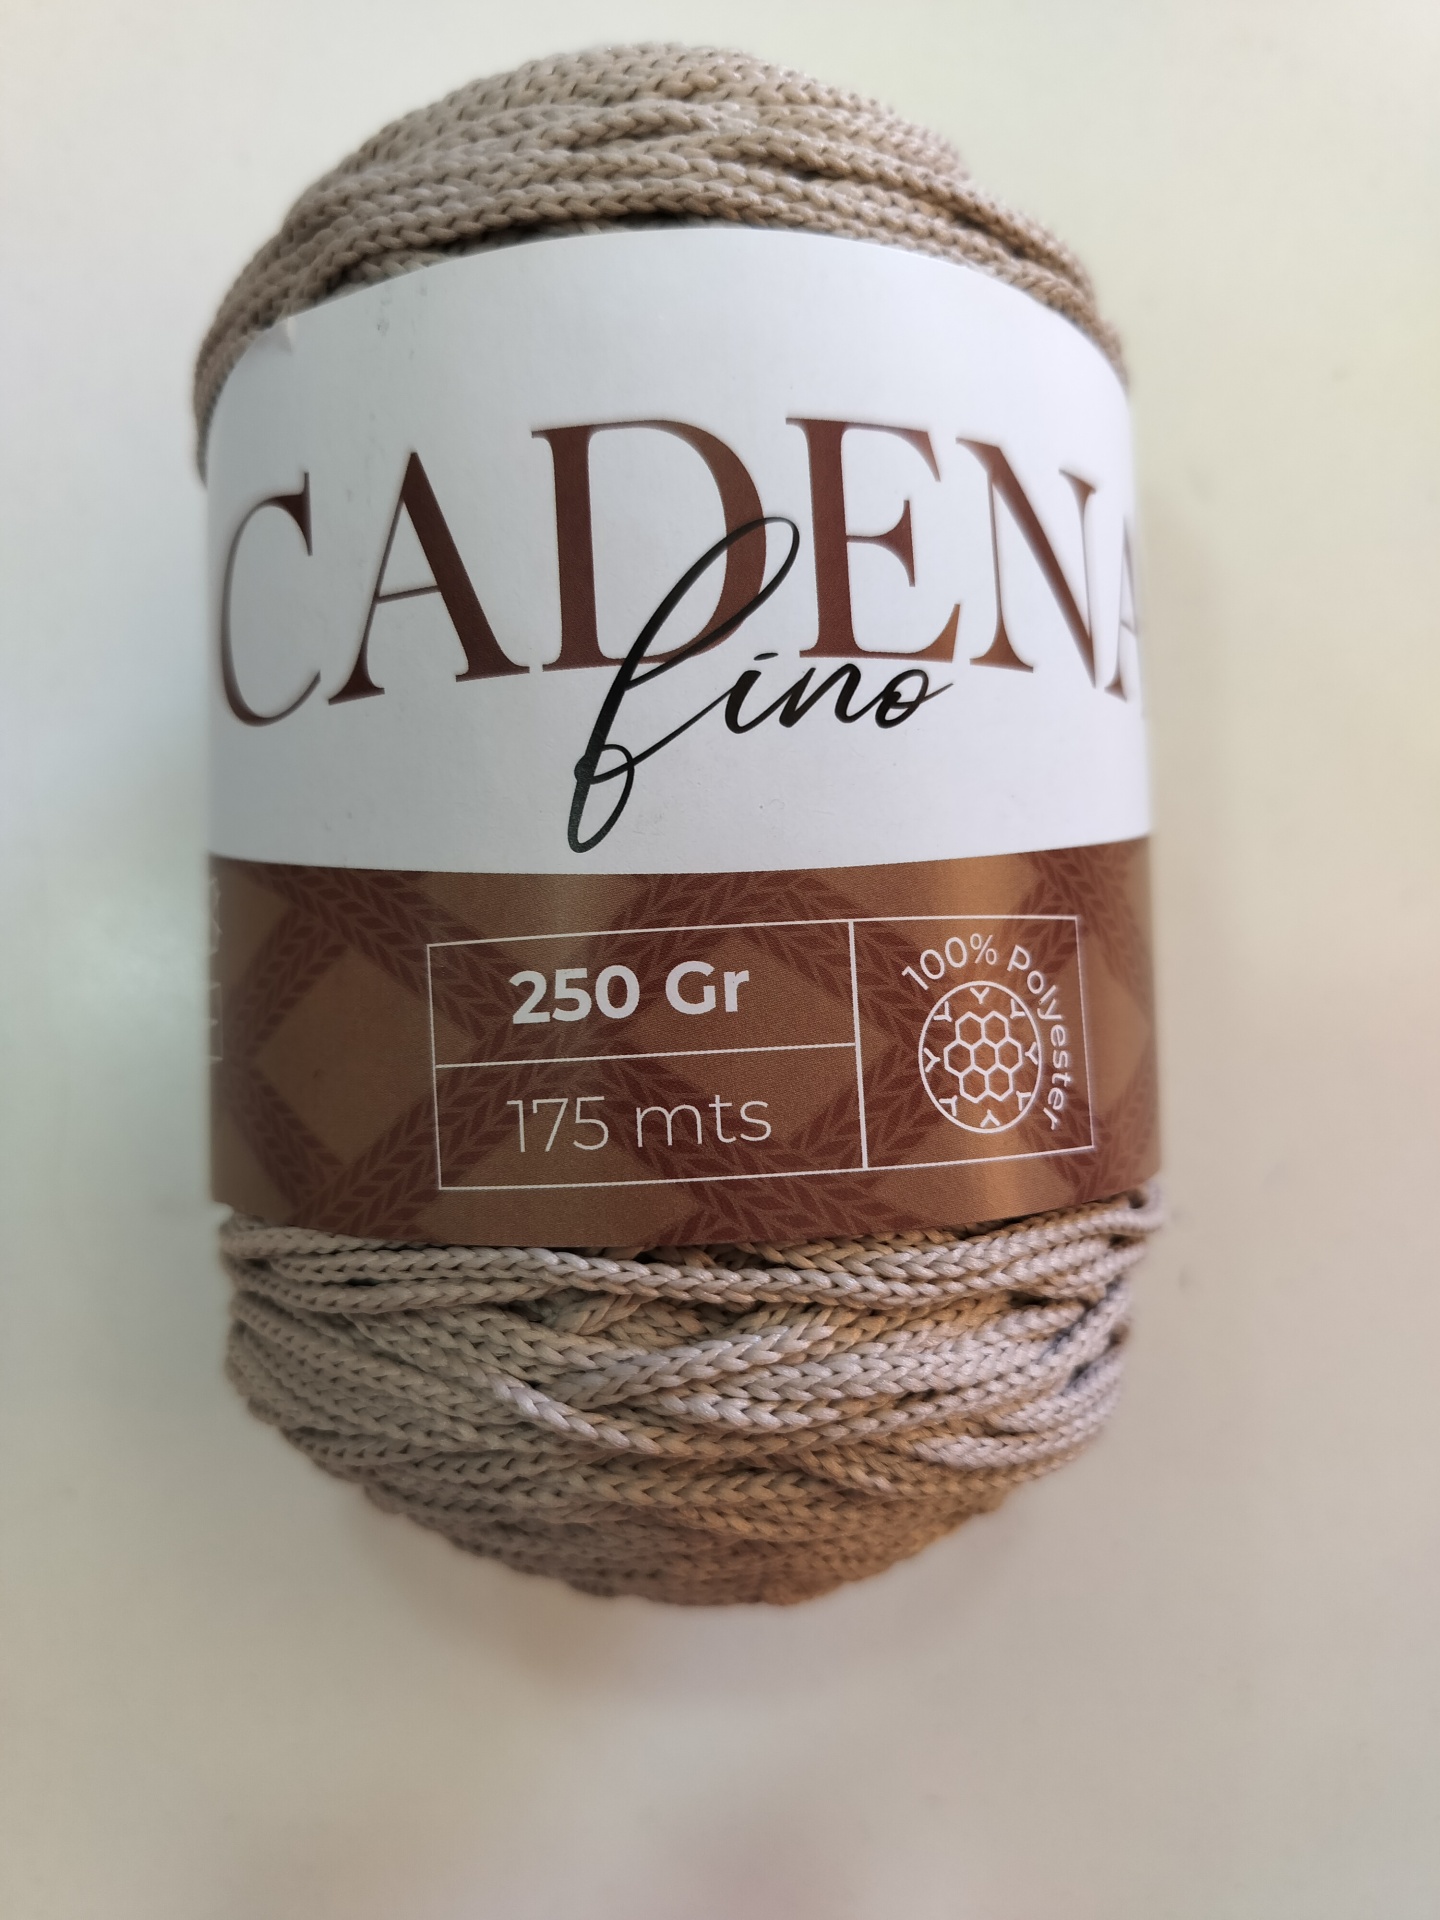 CADENA
fino
250 Gr
175 mts
100% Polyester